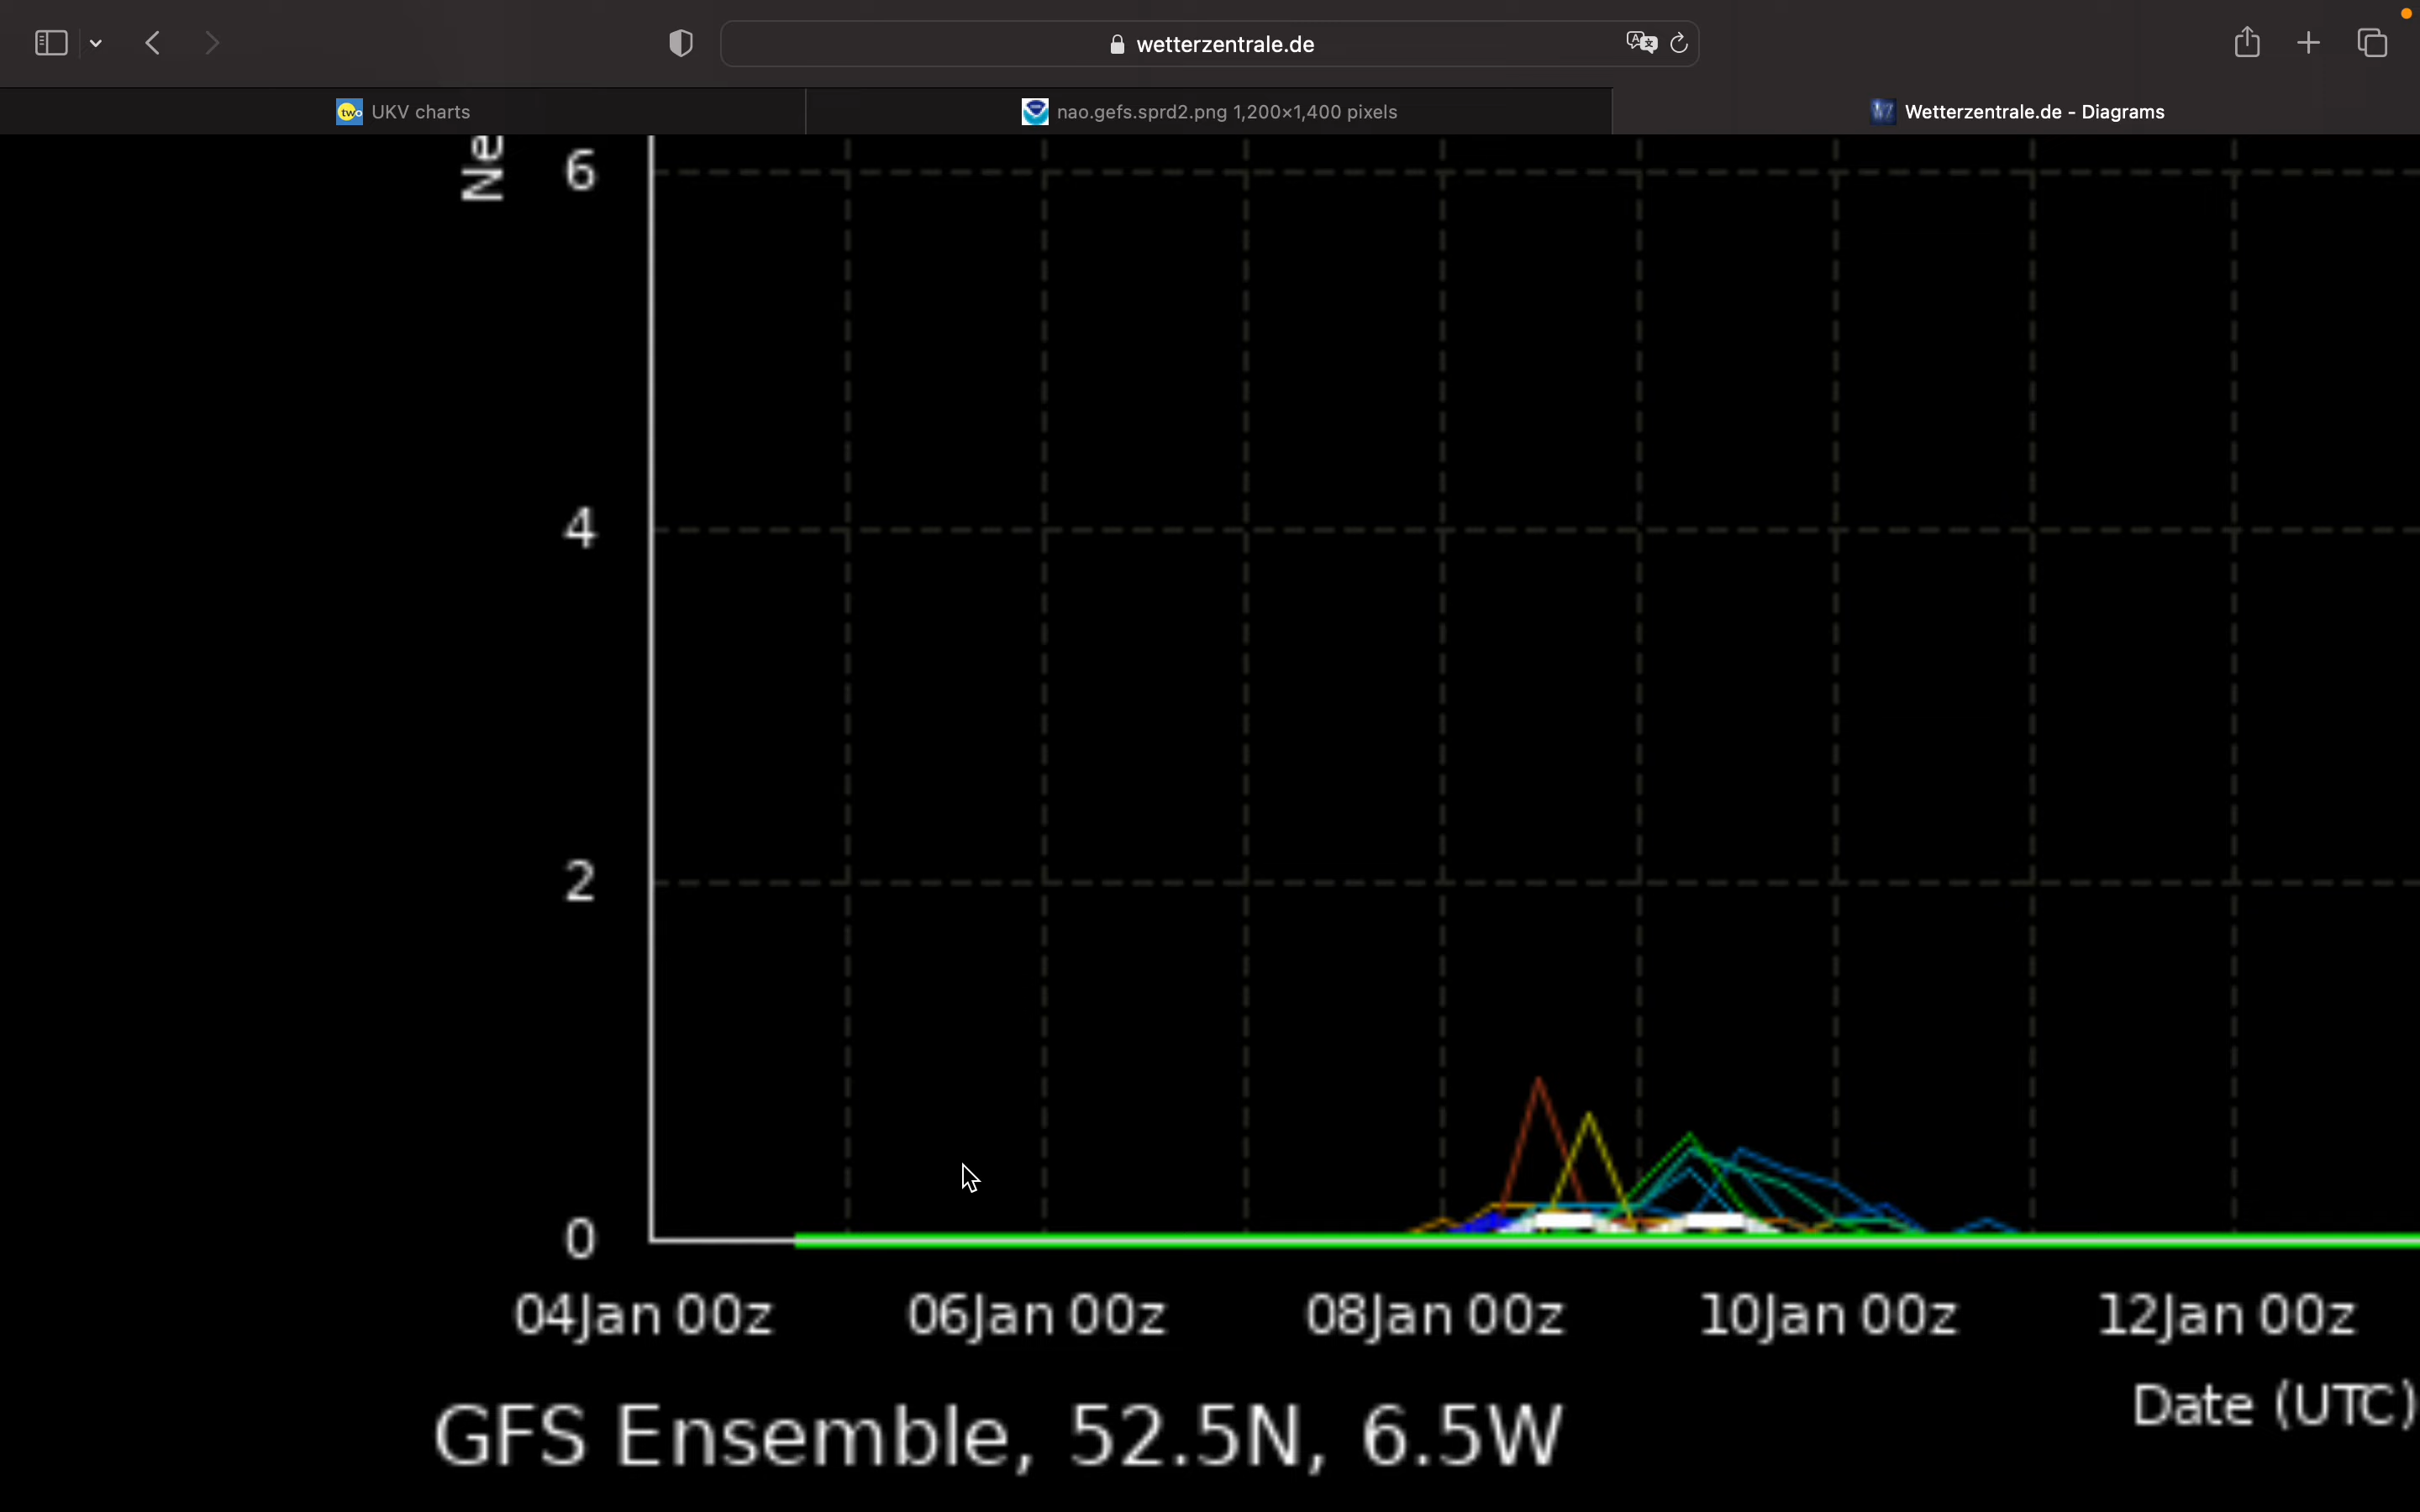 wetterzentrale.de
UKV charts
nao.gefs.sprd2.png 1,200×1,400 pixels
Wetterzentrale.de - Diagrams
Ne
6
4
2
0
04Jan 00z 06Jan 00z 08Jan 00z 10Jan 00z 12Jan 00z
Date (UTC)
GFS Ensemble, 52.5N, 6.5W